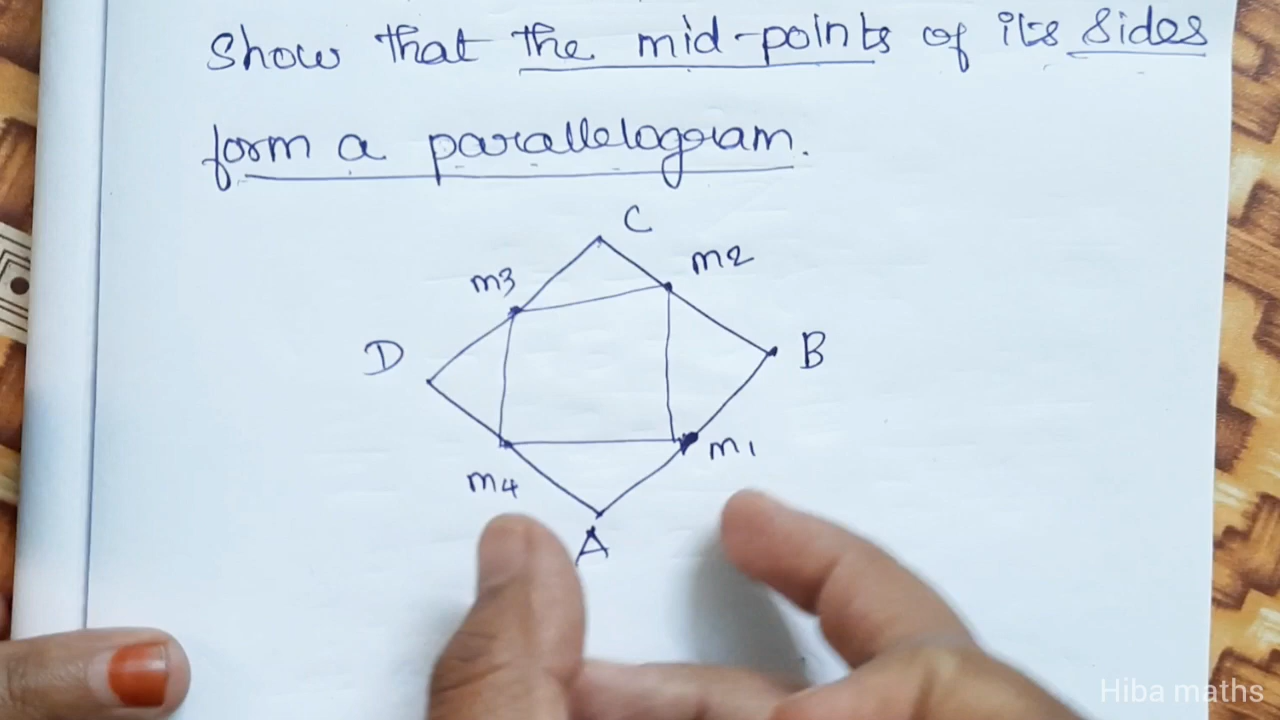 Show that the mid-points of its sides
form a parallelogram.
C
m2
m3
D
B
m1
m4
A
Hiba maths